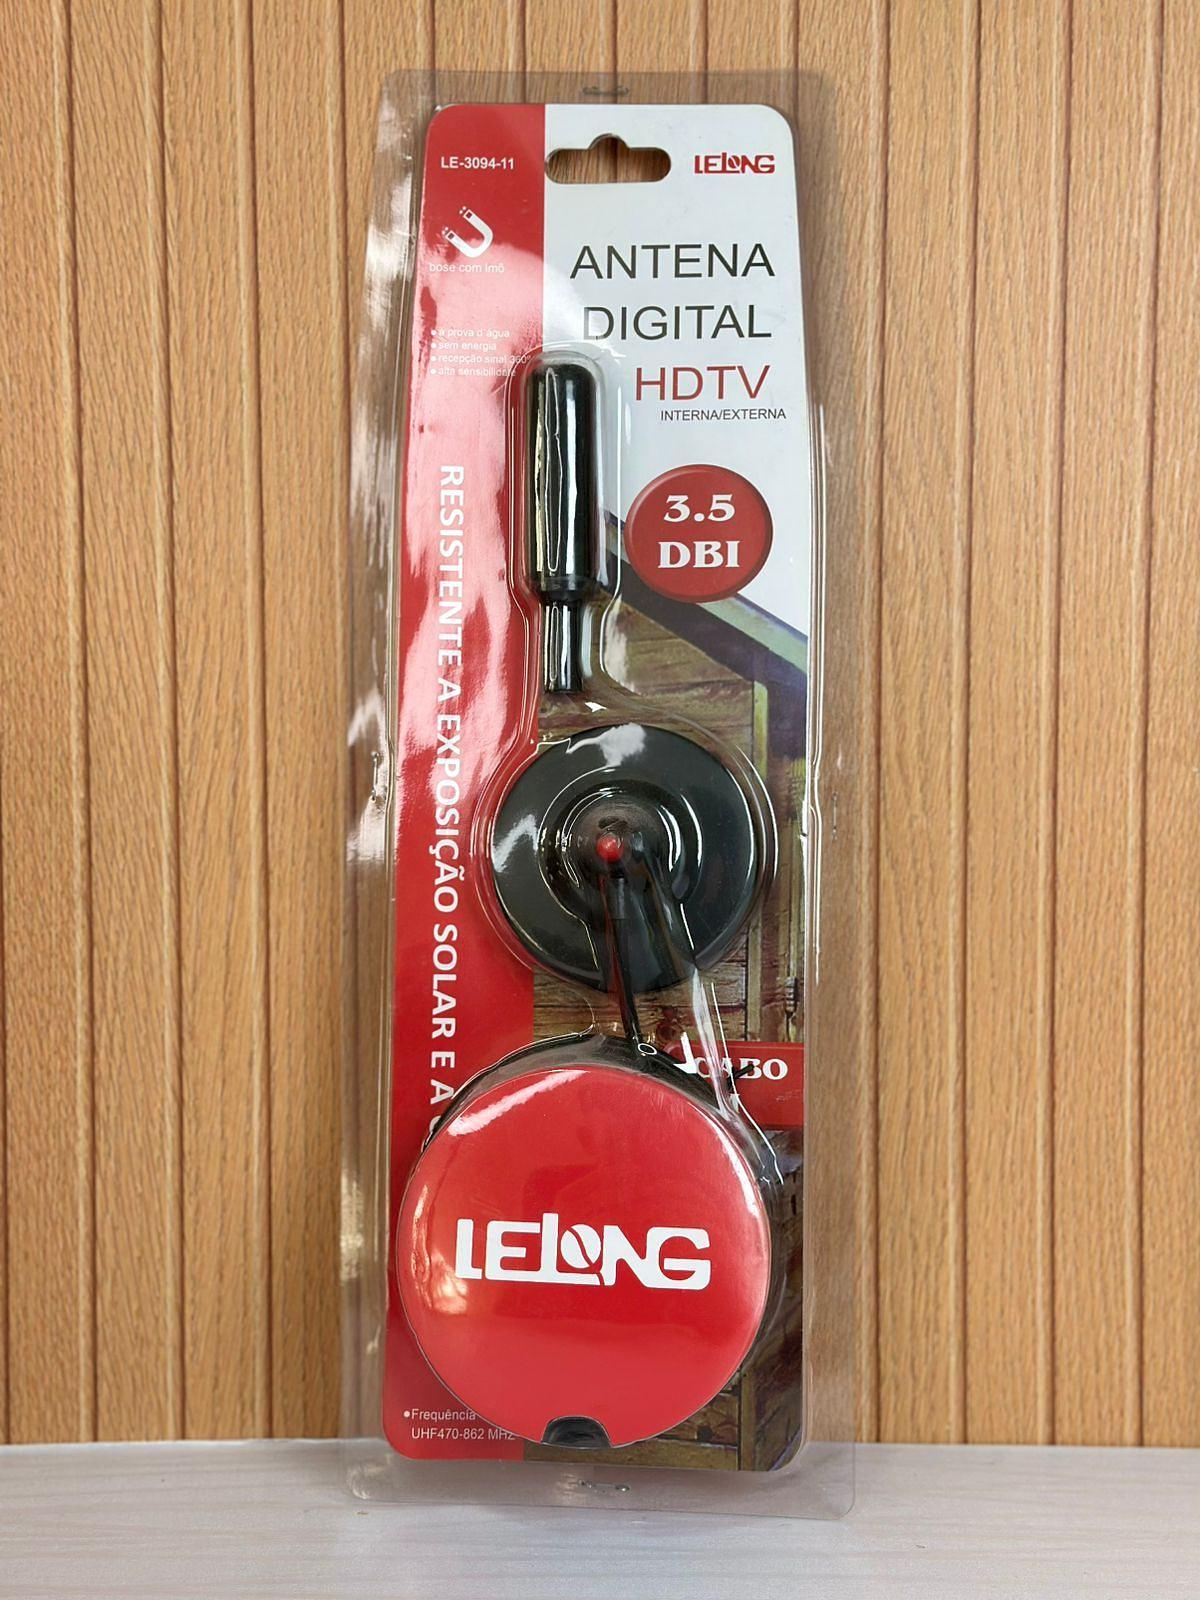 LE-3094-11
LELONG
base com Imã
ANTENA
DIGITAL
HDTV
INTERNA/EXTERNA
• a prova d´água
• sem energia
• recepção sinal 360°
• alta sensibilidade
3.5
DBI
RESISTENTE A EXPOSIÇÃO SOLAR E A
CABO
LELONG
•Frequência
UHF470-862 MHZ